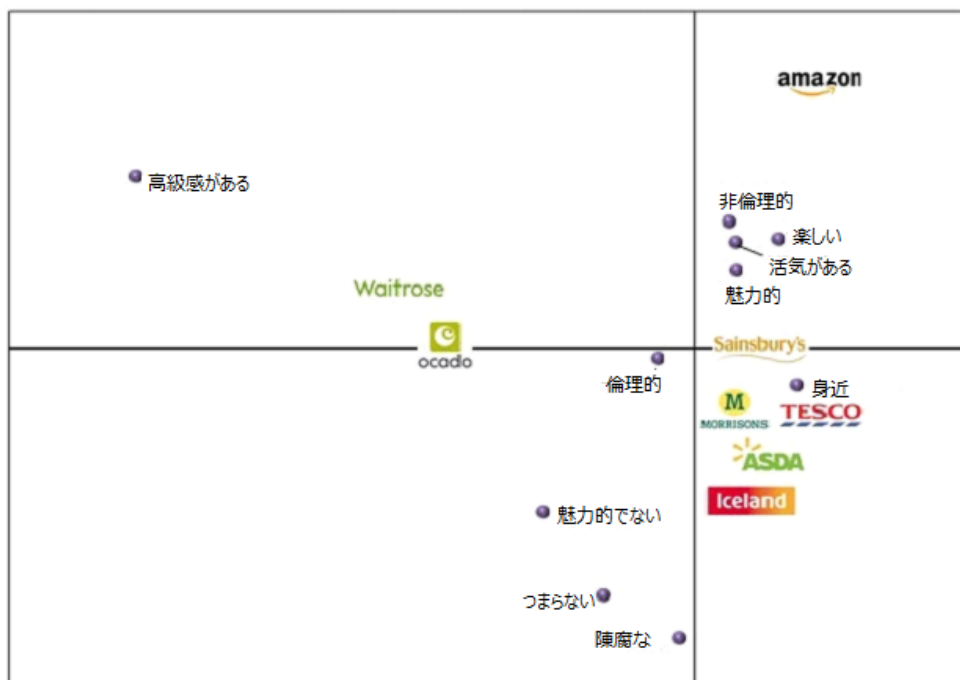 amazon
高級感がある
非倫理的
楽しい
活気がある
魅力的
Waitrose
ocado
Sainsbury's
倫理的
身近
M
MORRISONS
TESCO
ASDA
Iceland
魅力的でない
つまらない
陳腐な